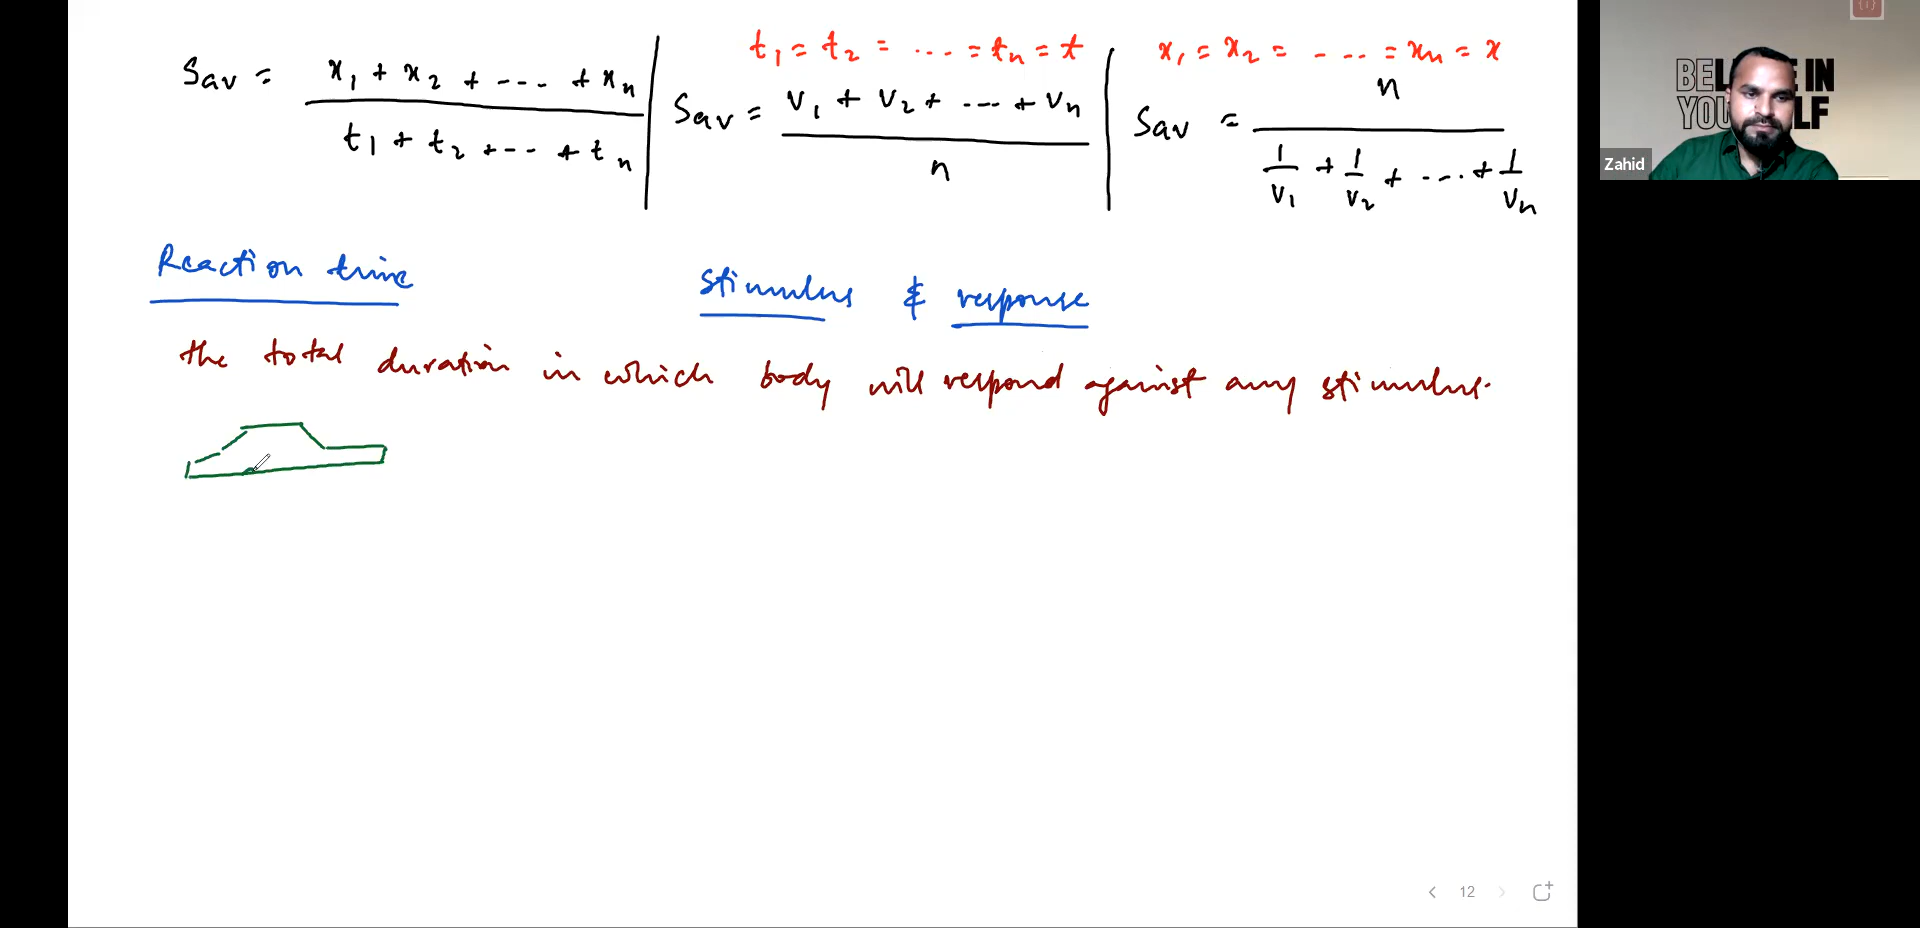 Sav = x1 + x2 + ---- + xn / t1 + t2 + --- + tn
t1 = t2 = .... = tn = t
Sav = v1 + v2 + --- + vn / n
x1 = x2 = - ... = xn = x
Sav = n / 1/v1 + 1/v2 + -... + 1/vn
Reaction time
stimulus & response
the total duration in which body will respond against any stimulus.
BEL E IN
YOU LF
Zahid
12